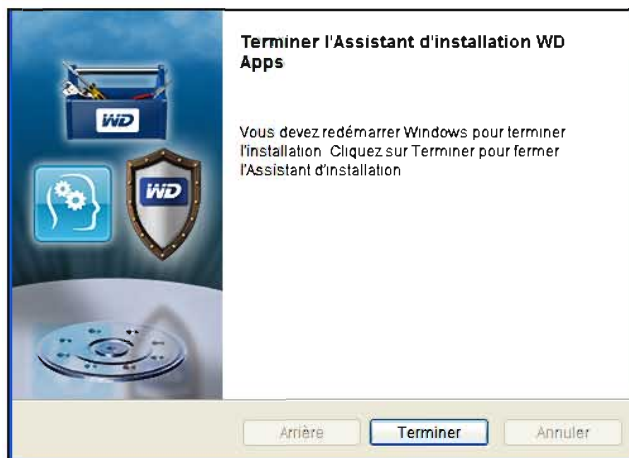 Terminer l'Assistant d'installation WD
Apps
Vous devez redémarrer Windows pour terminer
l'installation Cliquez sur Terminer pour fermer
l'Assistant d'installation
WD
WD
Arrière
Terminer
Annuler